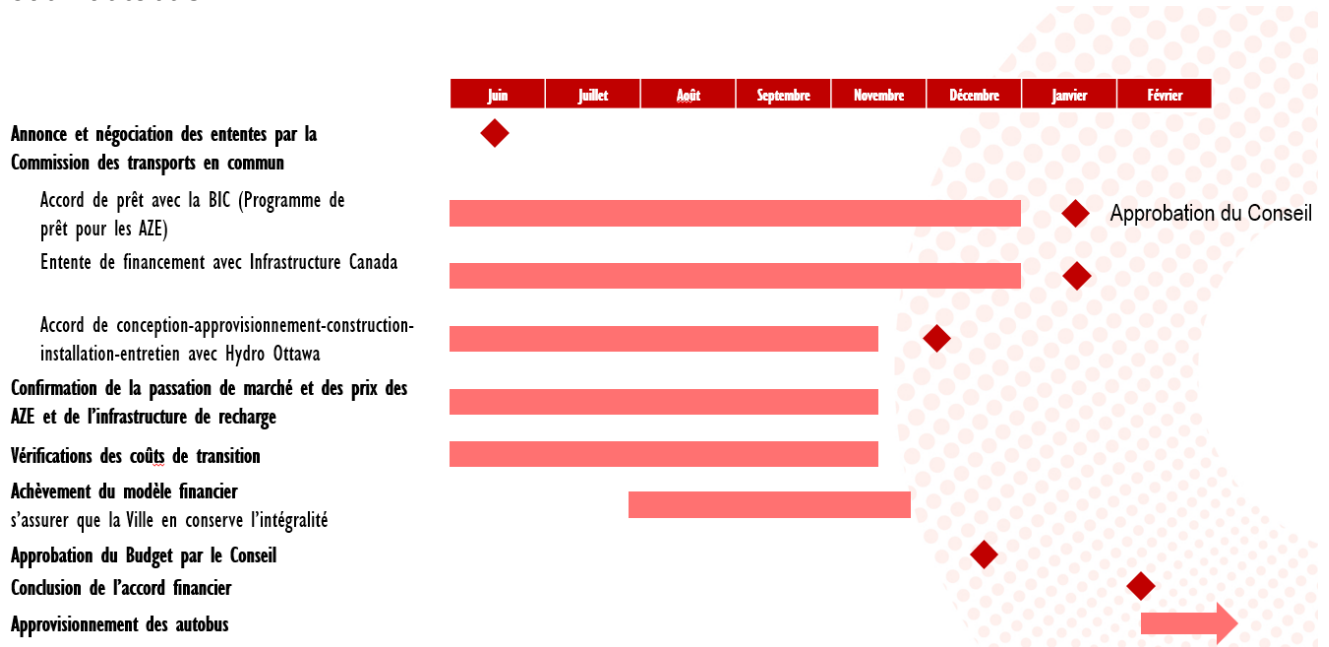 Juin Juillet Août Septembre Novembre Décembre Janvier Février
Annonce et négociation des ententes par la
Commission des transports en commun
Accord de prêt avec la BIC (Programme de
prêt pour les AZE)
Approbation du Conseil
Entente de financement avec Infrastructure Canada
Accord de conception-approvisionnement-construction-
installation-entretien avec Hydro Ottawa
Confirmation de la passation de marché et des prix des
AZE et de l'infrastructure de recharge
Vérifications des coûts de transition
Achèvement du modèle financier
s'assurer que la Ville en conserve l'intégralité
Approbation du Budget par le Conseil
Conclusion de l'accord financier
Approvisionnement des autobus